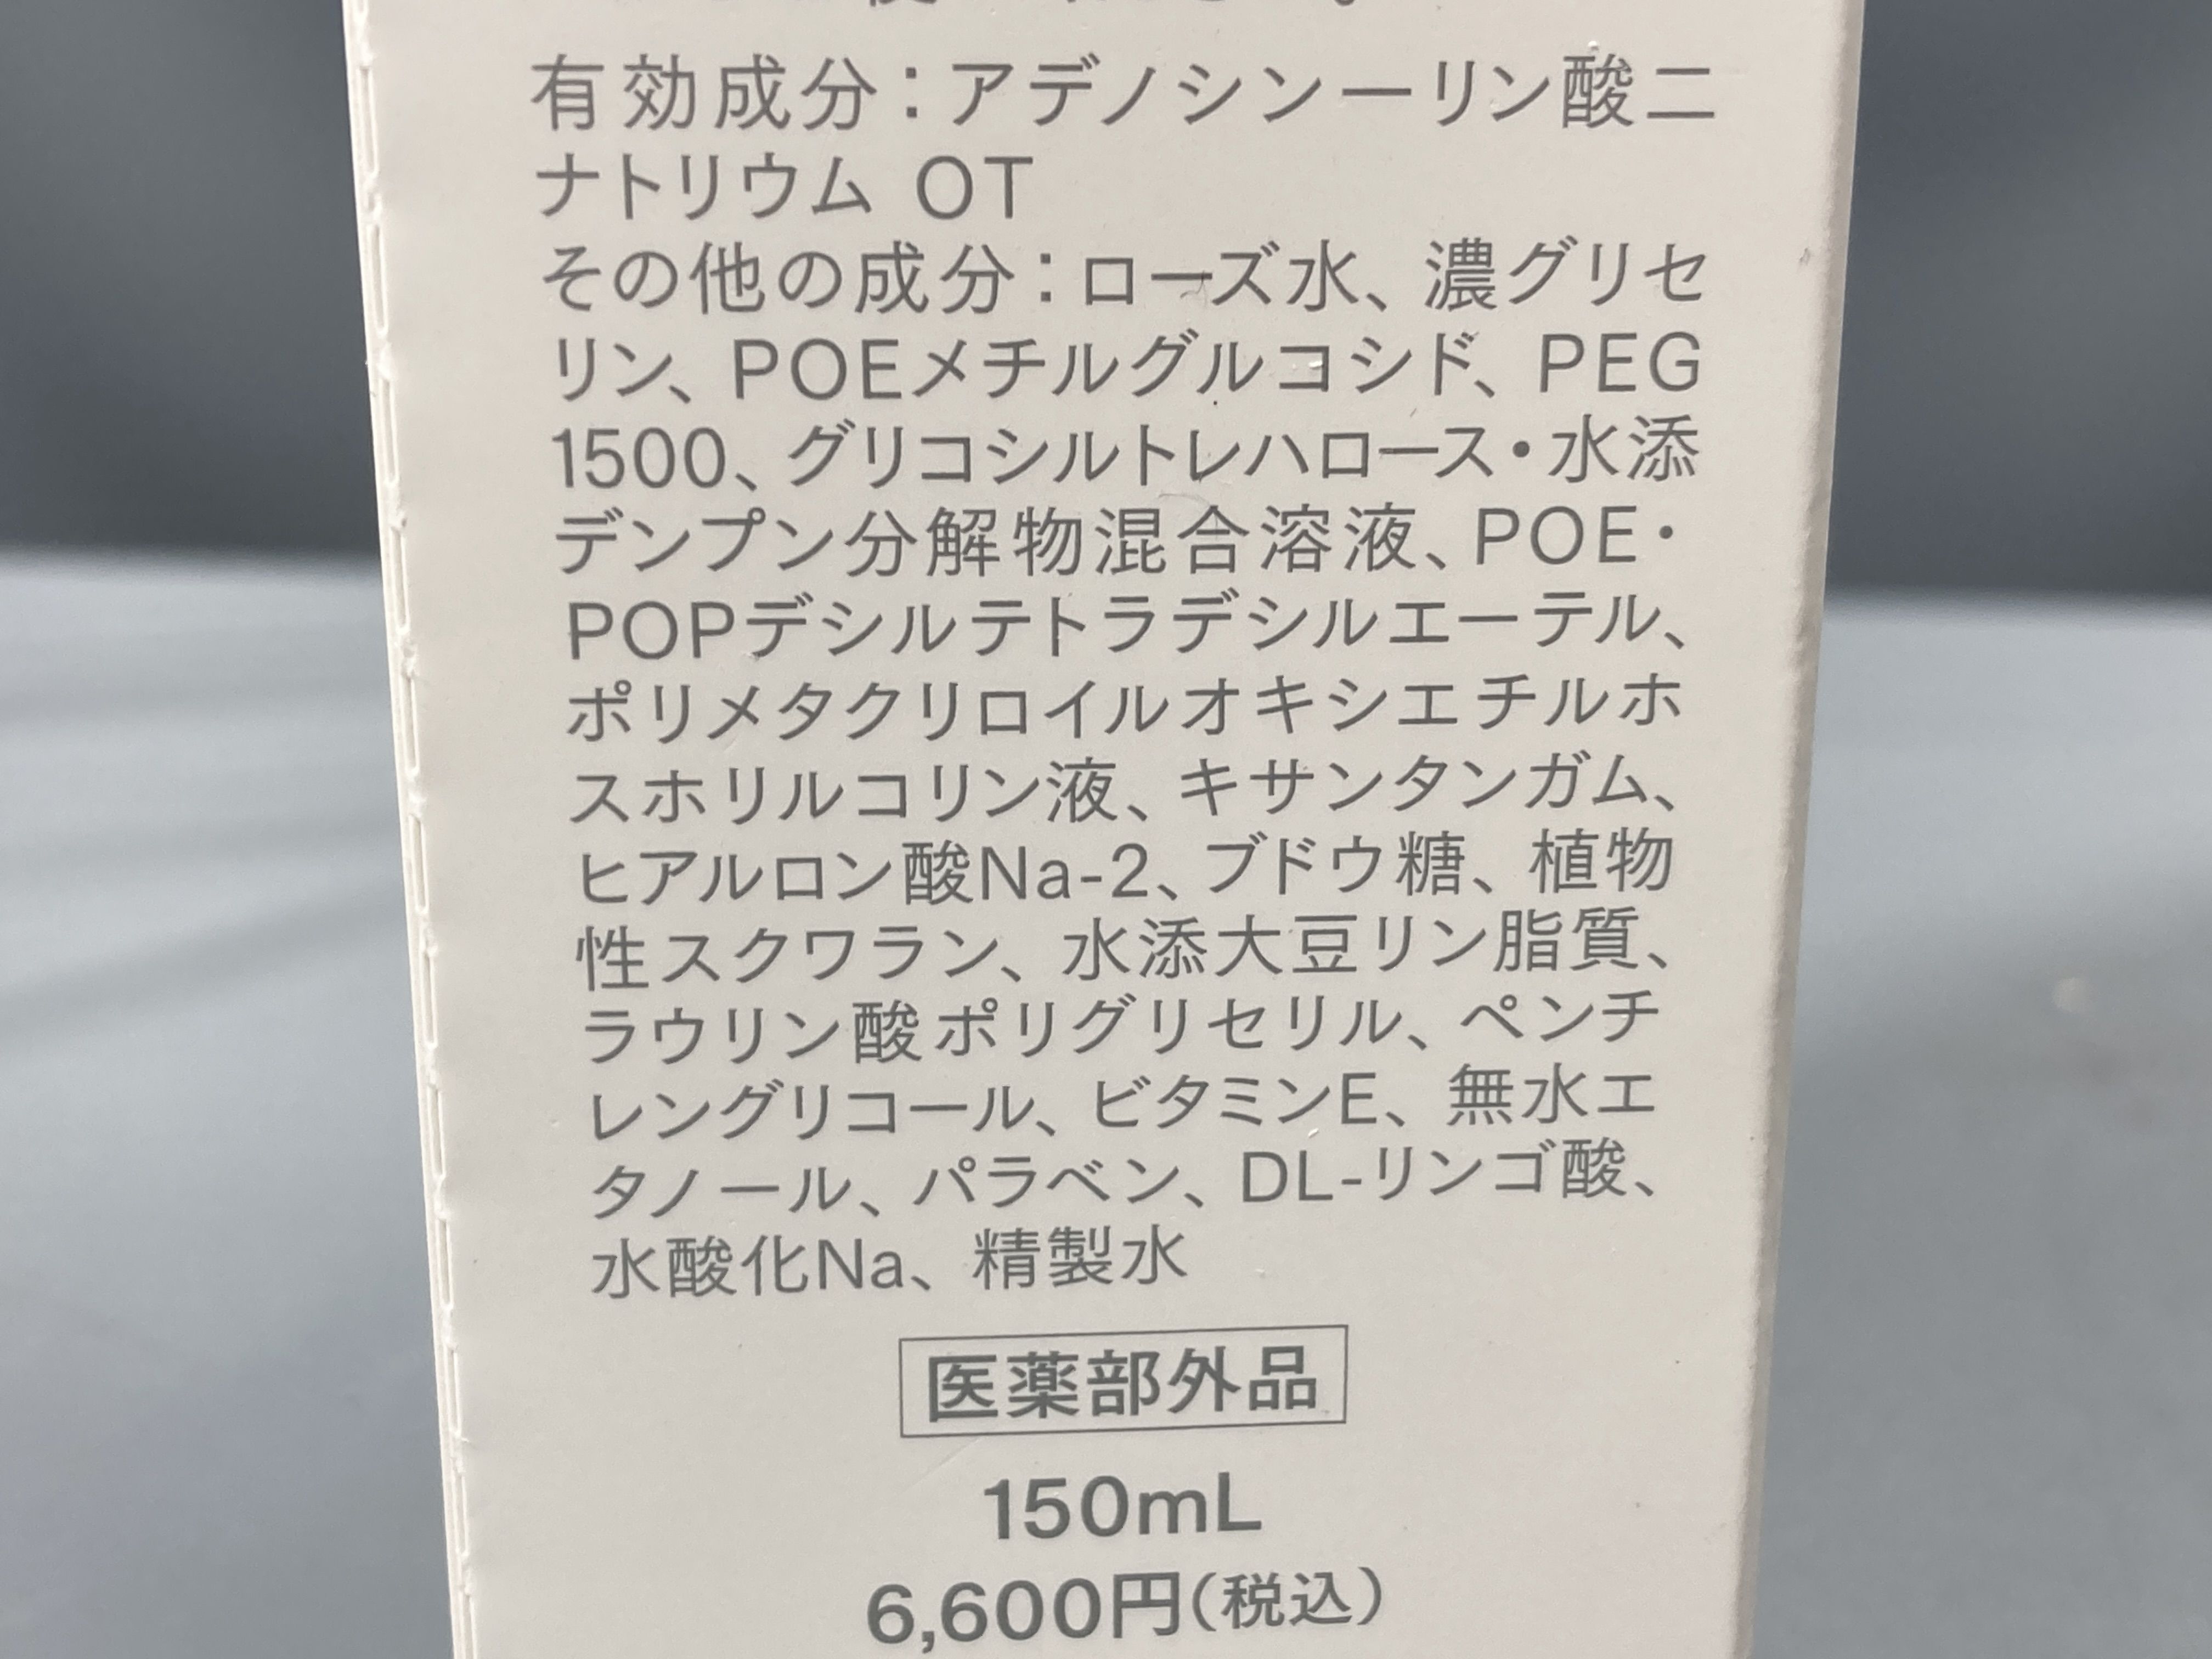 有効成分：アデノシン一リン酸二
ナトリウム OT
その他の成分：ローズ水、濃グリセ
リン、POEメチルグルコシド、PEG
1500、グリコシルトレハロース・水添
デンプン分解物混合溶液、POE・
POPデシルテトラデシルエーテル、
ポリメタクリロイルオキシエチルホ
スホリルコリン液、キサンタンガム、
ヒアルロン酸Na-2、ブドウ糖、植物
性スクワラン、水添大豆リン脂質、
ラウリン酸ポリグリセリル、ペンチ
レングリコール、ビタミンE、無水エ
タノール、パラベン、DL-リンゴ酸、
水酸化Na、精製水
医薬部外品
150mL
6,600円(税込)